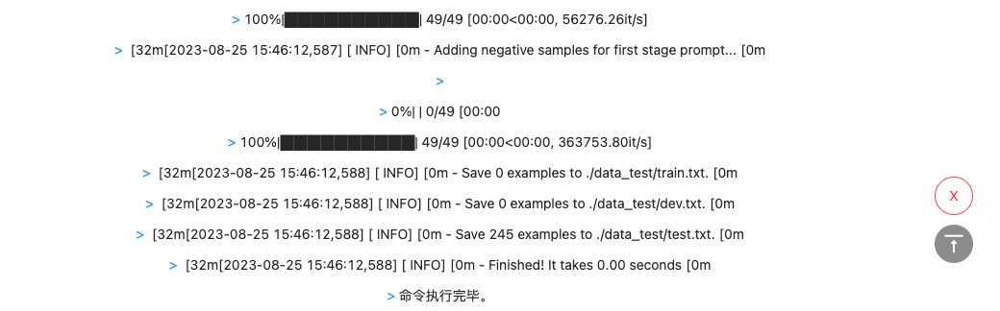 > 100%|██████████| 49/49 [00:00<00:00, 56276.26it/s]
> [32m[2023-08-25 15:46:12,587] [ INFO] [0m - Adding negative samples for first stage prompt... [0m
>
> 0%| | 0/49 [00:00
> 100%|██████████| 49/49 [00:00<00:00, 363753.80it/s]
> [32m[2023-08-25 15:46:12,588] [ INFO] [0m - Save 0 examples to ./data_test/train.txt. [0m
> [32m[2023-08-25 15:46:12,588] [ INFO] [0m - Save 0 examples to ./data_test/dev.txt. [0m
> [32m[2023-08-25 15:46:12,588] [ INFO] [0m - Save 245 examples to ./data_test/test.txt. [0m
> [32m[2023-08-25 15:46:12,588] [ INFO] [0m - Finished! It takes 0.00 seconds [0m
> 命令执行完毕。
X